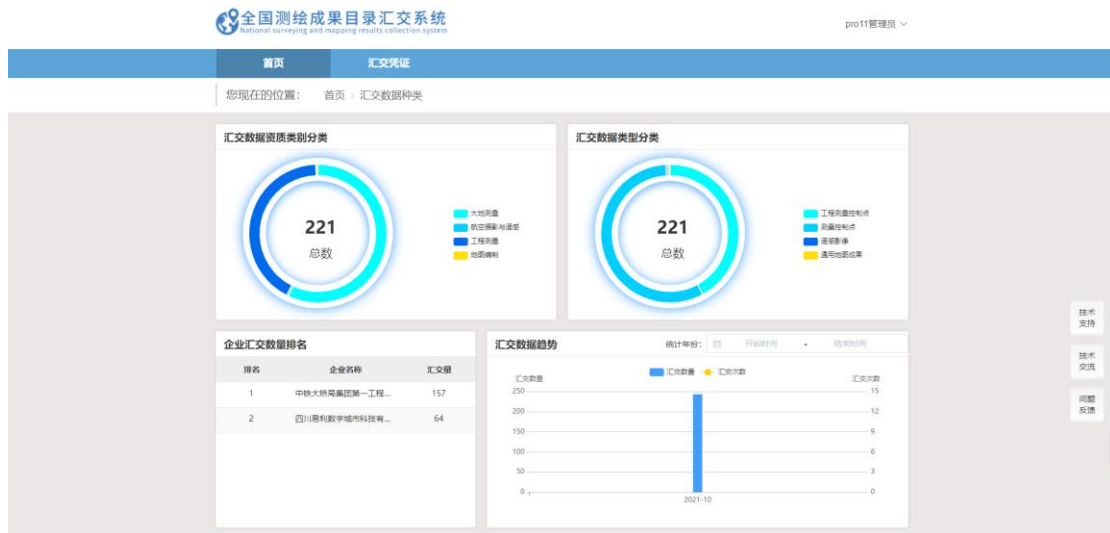 全国测绘成果目录汇交系统
National surveying and mapping results collection system
pro11管理员
首页 汇交凭证
您现在的位置： 首页 > 汇交数据种类
汇交数据资质类别分类
221
总数
大地测量
航空摄影与遥感
工程测量
地图编制
汇交数据类型分类
221
总数
工程测量控制点
测量控制点
遥感影像
通用地图成果
技术
支持
技术
交流
问题
反馈
企业汇交数量排名
排名 企业名称 汇交量
1 中铁大桥局集团第一工程... 157
2 四川易利数字城市科技有... 64
汇交数据趋势
统计年份： 开始时间 - 结束时间
汇交数量 汇交次数
汇交数量 汇交次数
250 15
200 12
150 9
100 6
50 3
0 0
2021-10